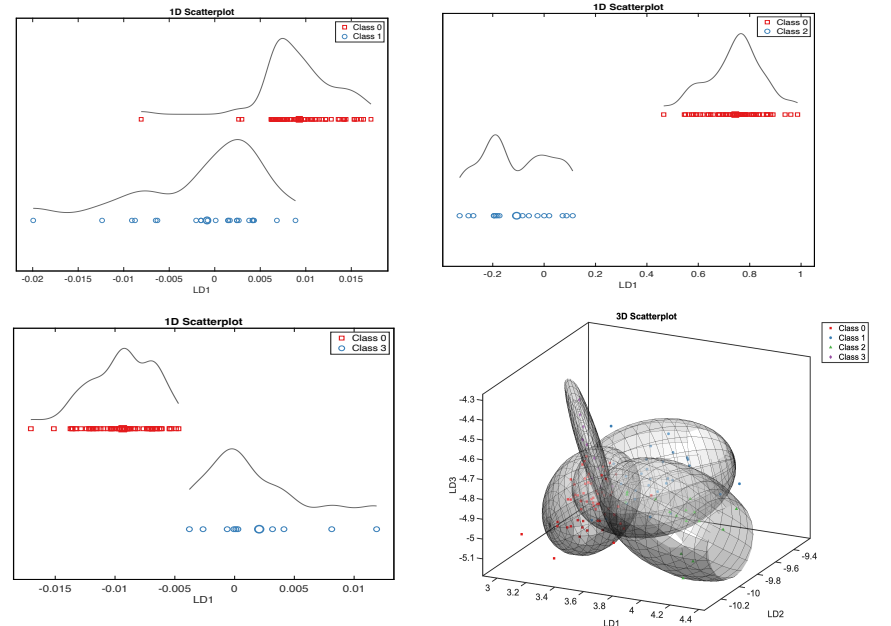 1D Scatterplot
Class 0
Class 1
-0.02 -0.015 -0.01 -0.005 0 0.005 0.01 0.015
LD1
1D Scatterplot
Class 0
Class 2
-0.2 0 0.2 0.4 0.6 0.8 1
LD1
1D Scatterplot
Class 0
Class 3
-0.015 -0.01 -0.005 0 0.005 0.01
LD1
3D Scatterplot
Class 0
Class 1
Class 2
Class 3
-4.3
-4.4
-4.5
-4.6
-4.7
-4.8
-4.9
-5
-5.1
LD3
3 3.2 3.4 3.6 3.8 4 4.2 4.4
LD1
-10.2 -10 -9.8 -9.6 -9.4
LD2